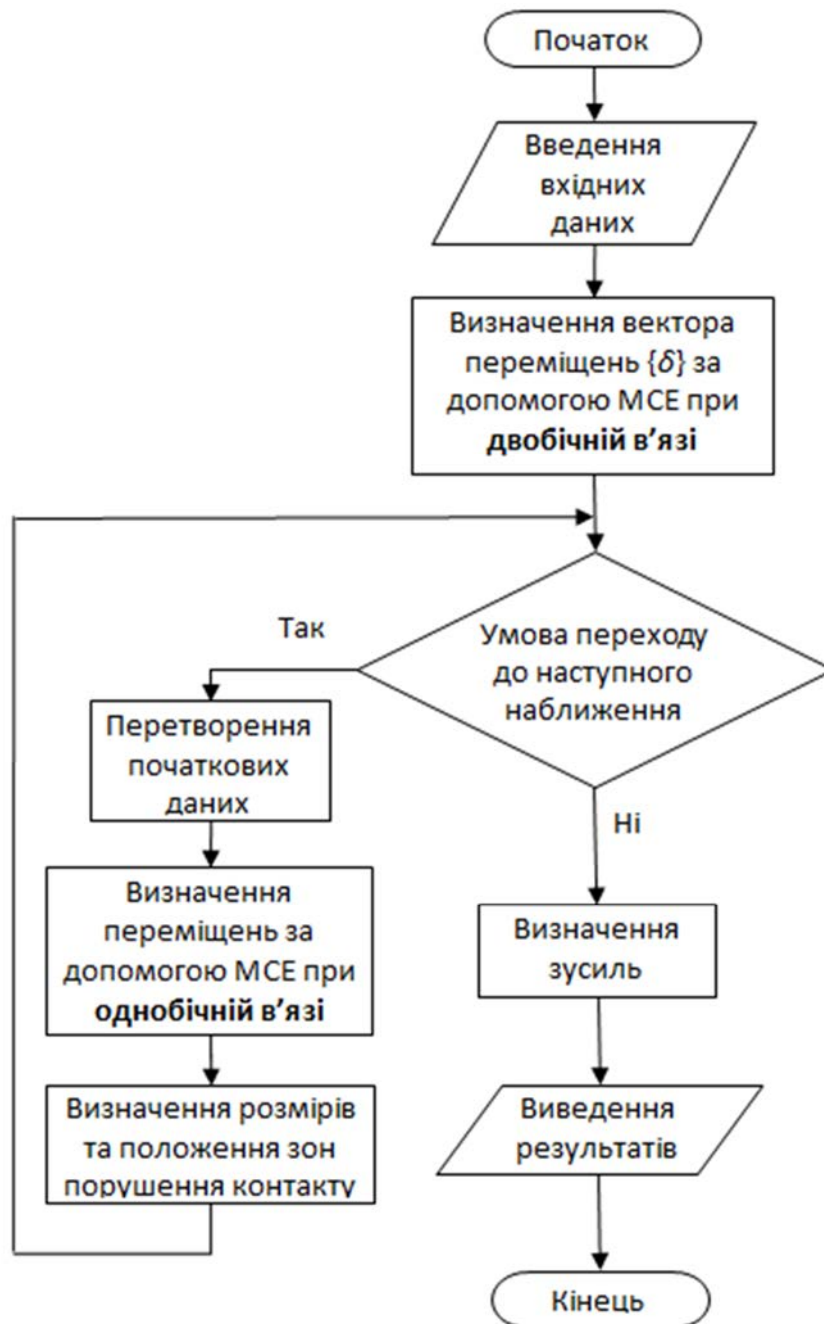 Початок
Введення
вхідних
даних
Визначення вектора
переміщень {δ} за
допомогою МСЕ при
двобічній в’язі
Умова переходу
до наступного
наближення
Так
Ні
Перетворення
початкових
даних
Визначення
переміщень за
допомогою МСЕ при
однобічній в’язі
Визначення розмірів
та положення зон
порушення контакту
Визначення
зусиль
Виведення
результатів
Кінець